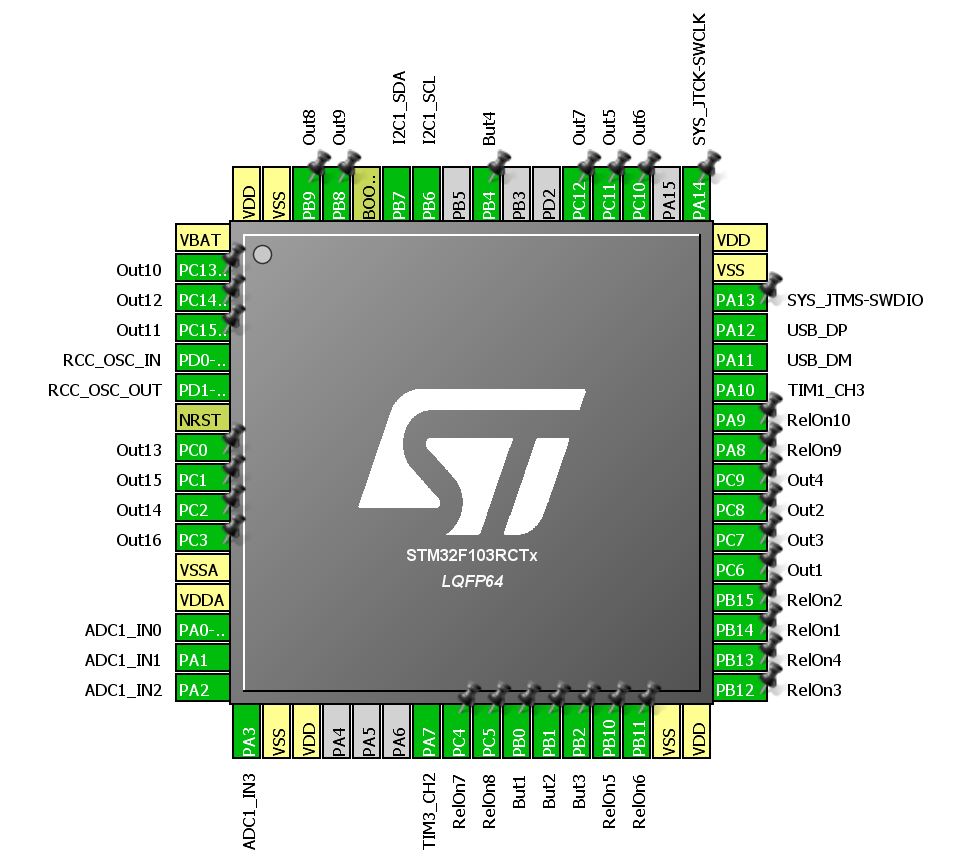 SYS_JTCK-SWCLK
Out8
Out9
I2C1_SDA
I2C1_SCL
But4
Out7
Out5
Out6
VDD
VSS
PB9
PB8
BOO..
PB7
PB6
PB5
PB4
PB3
PD2
PC12
PC11
PC10
PA15
PA14
VBAT
VDD
Out10 PC13..
VSS
Out12 PC14..
PA13 SYS_JTMS-SWDIO
Out11 PC15..
PA12 USB_DP
RCC_OSC_IN PD0-..
PA11 USB_DM
RCC_OSC_OUT PD1-..
PA10 TIM1_CH3
NRST
PA9 RelOn10
Out13 PC0
PA8 RelOn9
Out15 PC1
PC9 Out4
Out14 PC2
PC8 Out2
Out16 PC3
PC7 Out3
ST
STM32F103RCTx
LQFP64
VSSA
PC6 Out1
VDDA
PB15 RelOn2
ADC1_IN0 PA0-..
PB14 RelOn1
ADC1_IN1 PA1
PB13 RelOn4
ADC1_IN2 PA2
PB12 RelOn3
PA3
VSS
VDD
PA4
PA5
PA6
PA7
PC4
PC5
PB0
PB1
PB2
PB10
PB11
VSS
VDD
ADC1_IN3
TIM3_CH2
RelOn7
RelOn8
But1
But2
But3
RelOn5
RelOn6